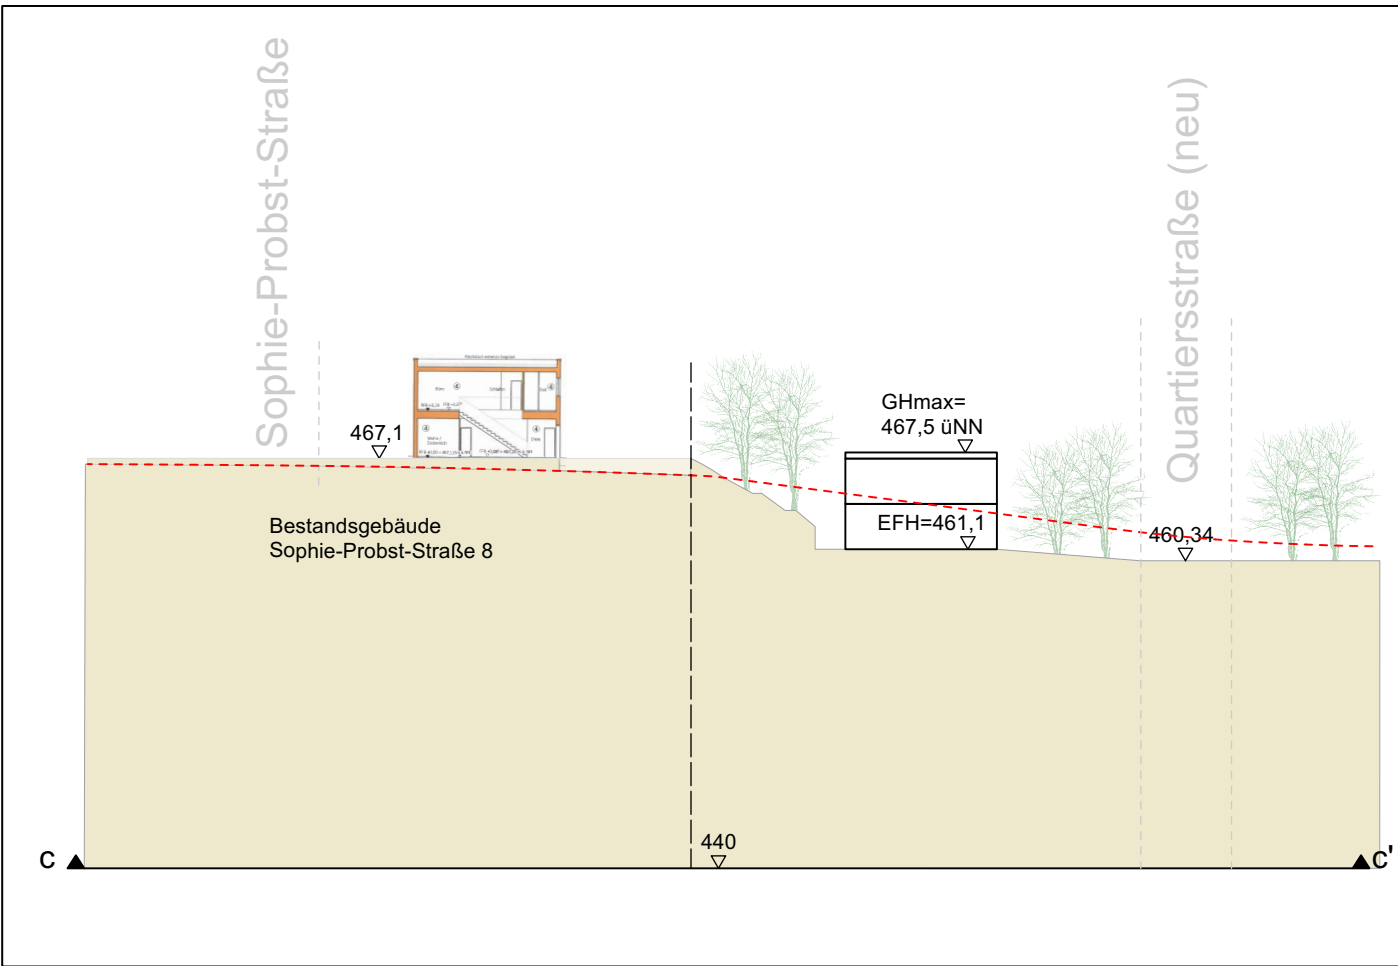 Sophie-Probst-Straße
Quartiersstraße (neu)
467,1
GHmax=
467,5 üNN
EFH=461,1
460,34
Bestandsgebäude
Sophie-Probst-Straße 8
440
C
C'